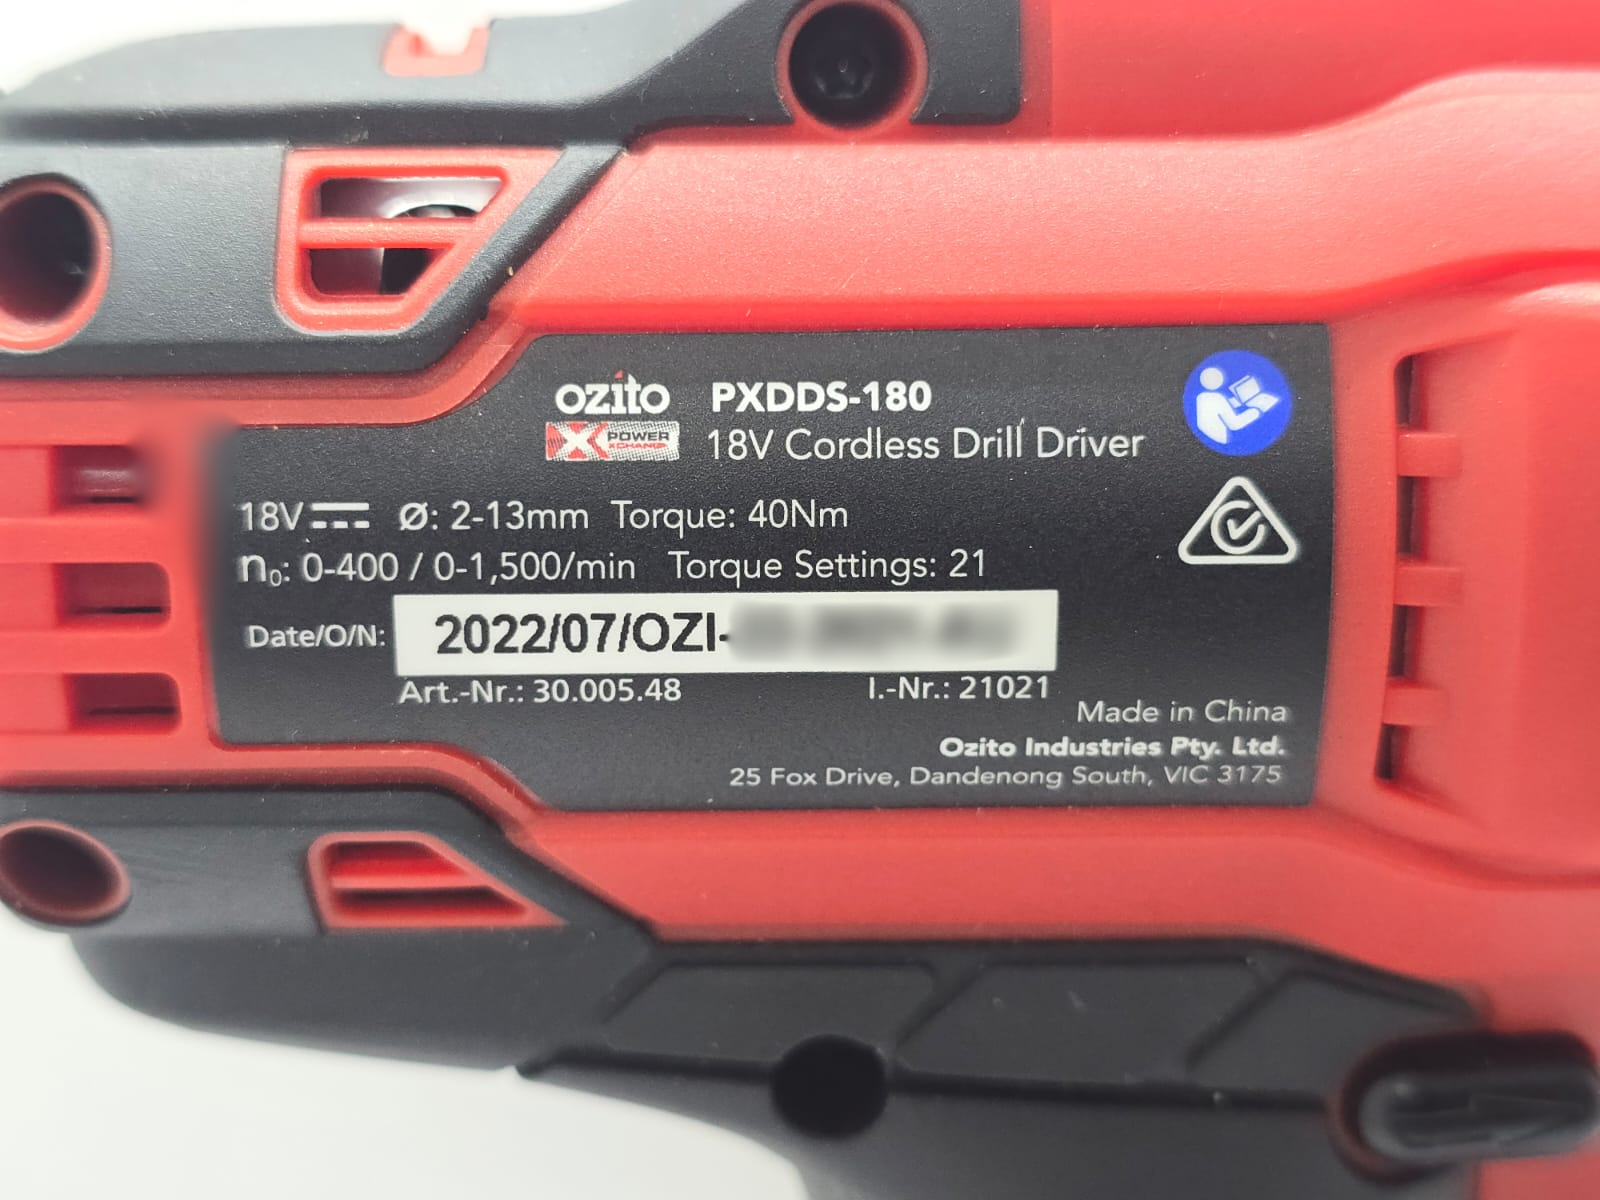 ozito PXDDS-180
POWER XCHANGE 18V Cordless Drill Driver
18V Ø: 2-13mm Torque: 40Nm
n₀: 0-400 / 0-1,500/min Torque Settings: 21
Date/O/N: 2022/07/OZI-
Art.-Nr.: 30.005.48 I.-Nr.: 21021
Made in China
Ozito Industries Pty. Ltd.
25 Fox Drive, Dandenong South, VIC 3175